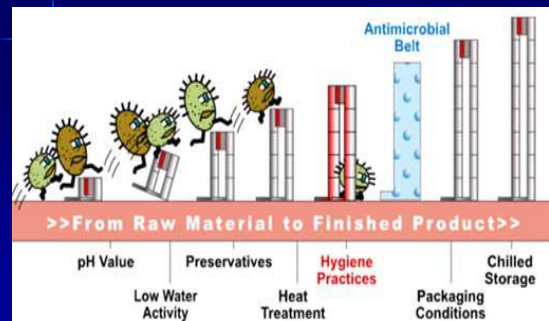 Antimicrobial
Belt
>>From Raw Material to Finished Product>>
pH Value
Preservatives
Hygiene
Practices
Chilled
Storage
Low Water
Activity
Heat
Treatment
Packaging
Conditions